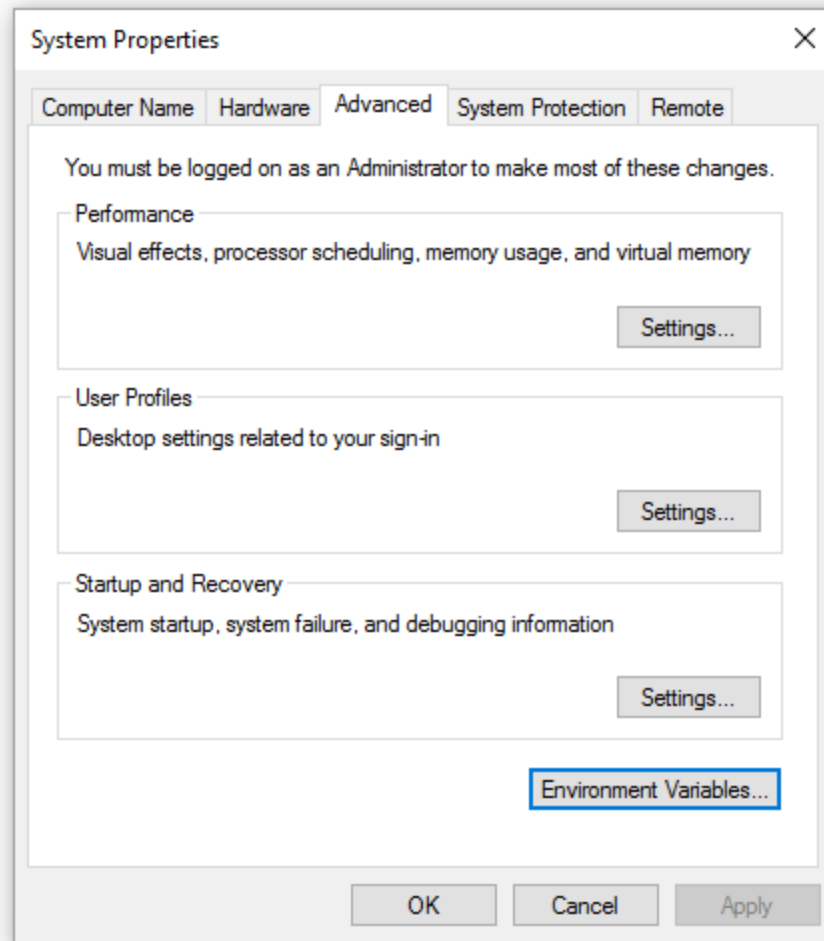 System Properties
Computer Name Hardware Advanced System Protection Remote
You must be logged on as an Administrator to make most of these changes.
Performance
Visual effects, processor scheduling, memory usage, and virtual memory
Settings...
User Profiles
Desktop settings related to your sign-in
Settings...
Startup and Recovery
System startup, system failure, and debugging information
Settings...
Environment Variables...
OK Cancel Apply